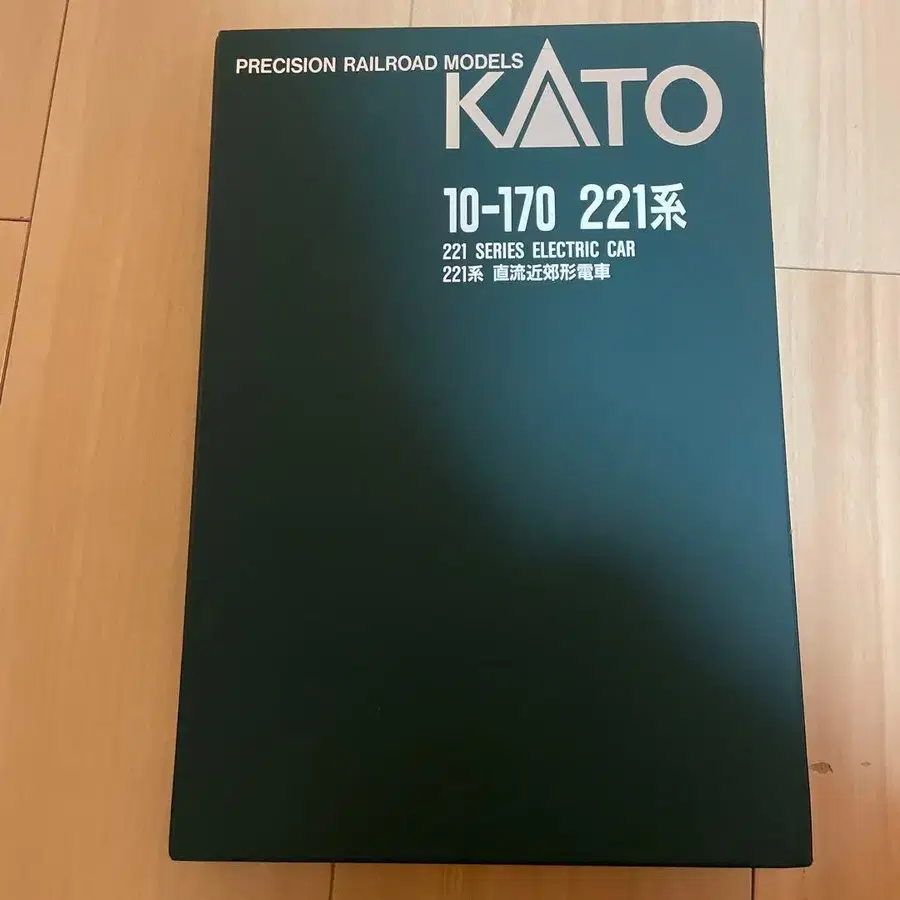 PRECISION RAILROAD MODELS
KATO
10-170 221系
221 SERIES ELECTRIC CAR
221系 直流近郊形電車